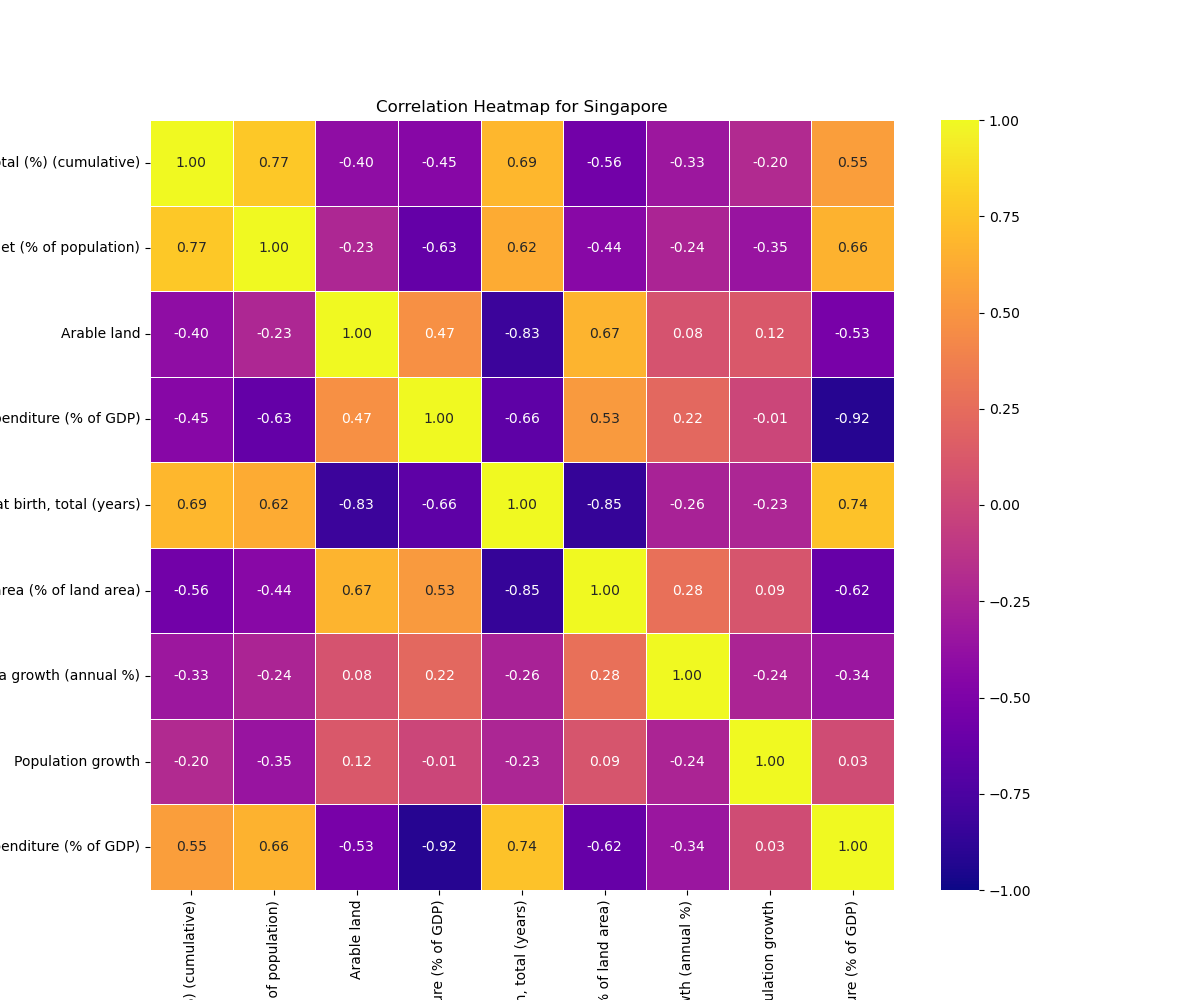 Correlation Heatmap for Singapore
(%) (cumulative) 1.00 0.77 -0.40 -0.45 0.69 -0.56 -0.33 -0.20 0.55
(% of population) 0.77 1.00 -0.23 -0.63 0.62 -0.44 -0.24 -0.35 0.66
Arable land -0.40 -0.23 1.00 0.47 -0.83 0.67 0.08 0.12 -0.53
(% of GDP) -0.45 -0.63 0.47 1.00 -0.66 0.53 0.22 -0.01 -0.92
at birth, total (years) 0.69 0.62 -0.83 -0.66 1.00 -0.85 -0.26 -0.23 0.74
(% of land area) -0.56 -0.44 0.67 0.53 -0.85 1.00 0.28 0.09 -0.62
growth (annual %) -0.33 -0.24 0.08 0.22 -0.26 0.28 1.00 -0.24 -0.34
Population growth -0.20 -0.35 0.12 -0.01 -0.23 0.09 -0.24 1.00 0.03
(% of GDP) 0.55 0.66 -0.53 -0.92 0.74 -0.62 -0.34 0.03 1.00
(cumulative)
of population)
Arable land
(% of GDP)
total (years)
of land area)
(annual %)
growth
(% of GDP)
1.00
0.75
0.50
0.25
0.00
−0.25
−0.50
−0.75
−1.00